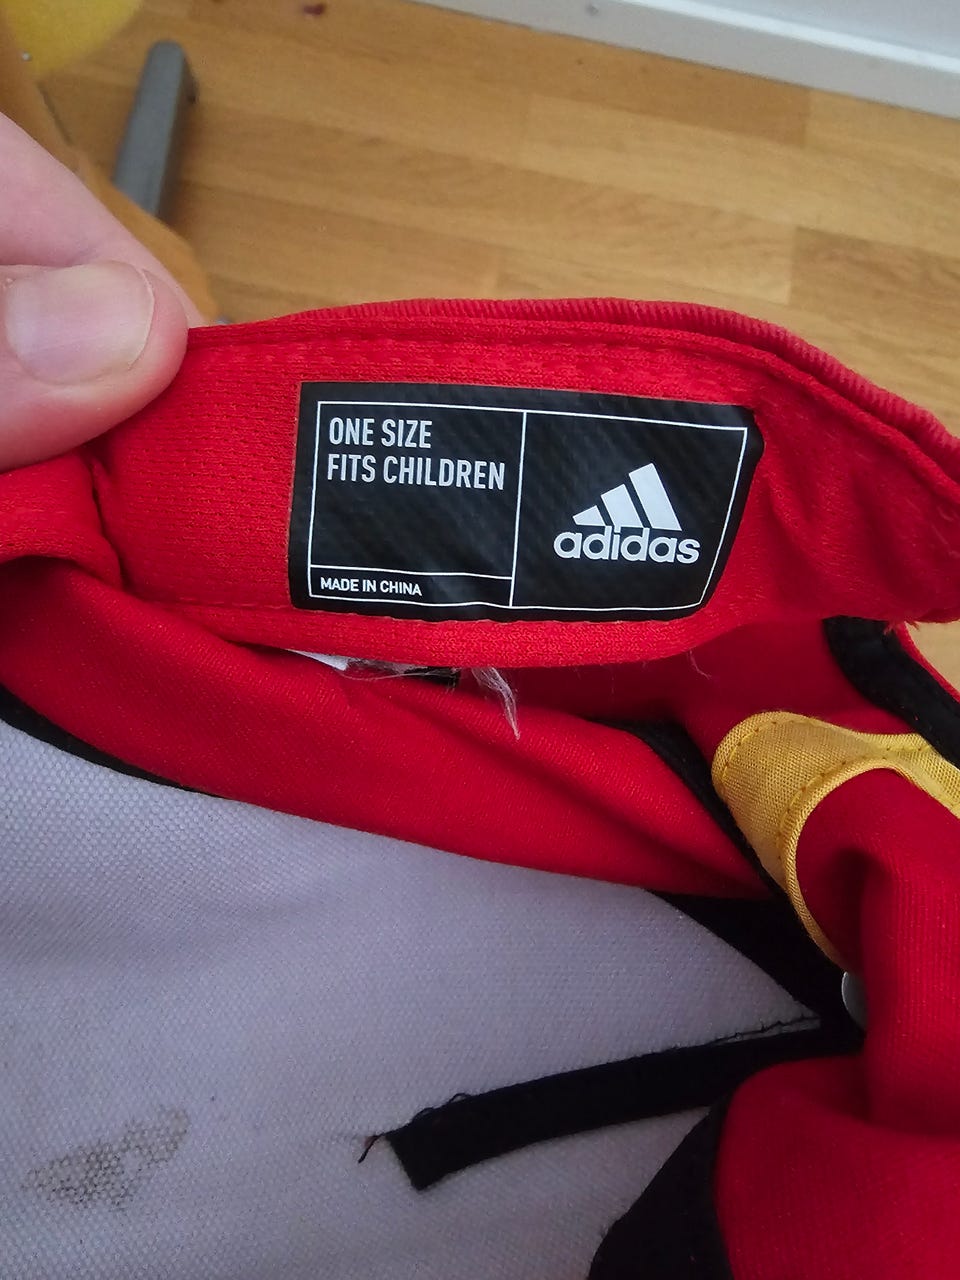 ONE SIZE
FITS CHILDREN
MADE IN CHINA
adidas